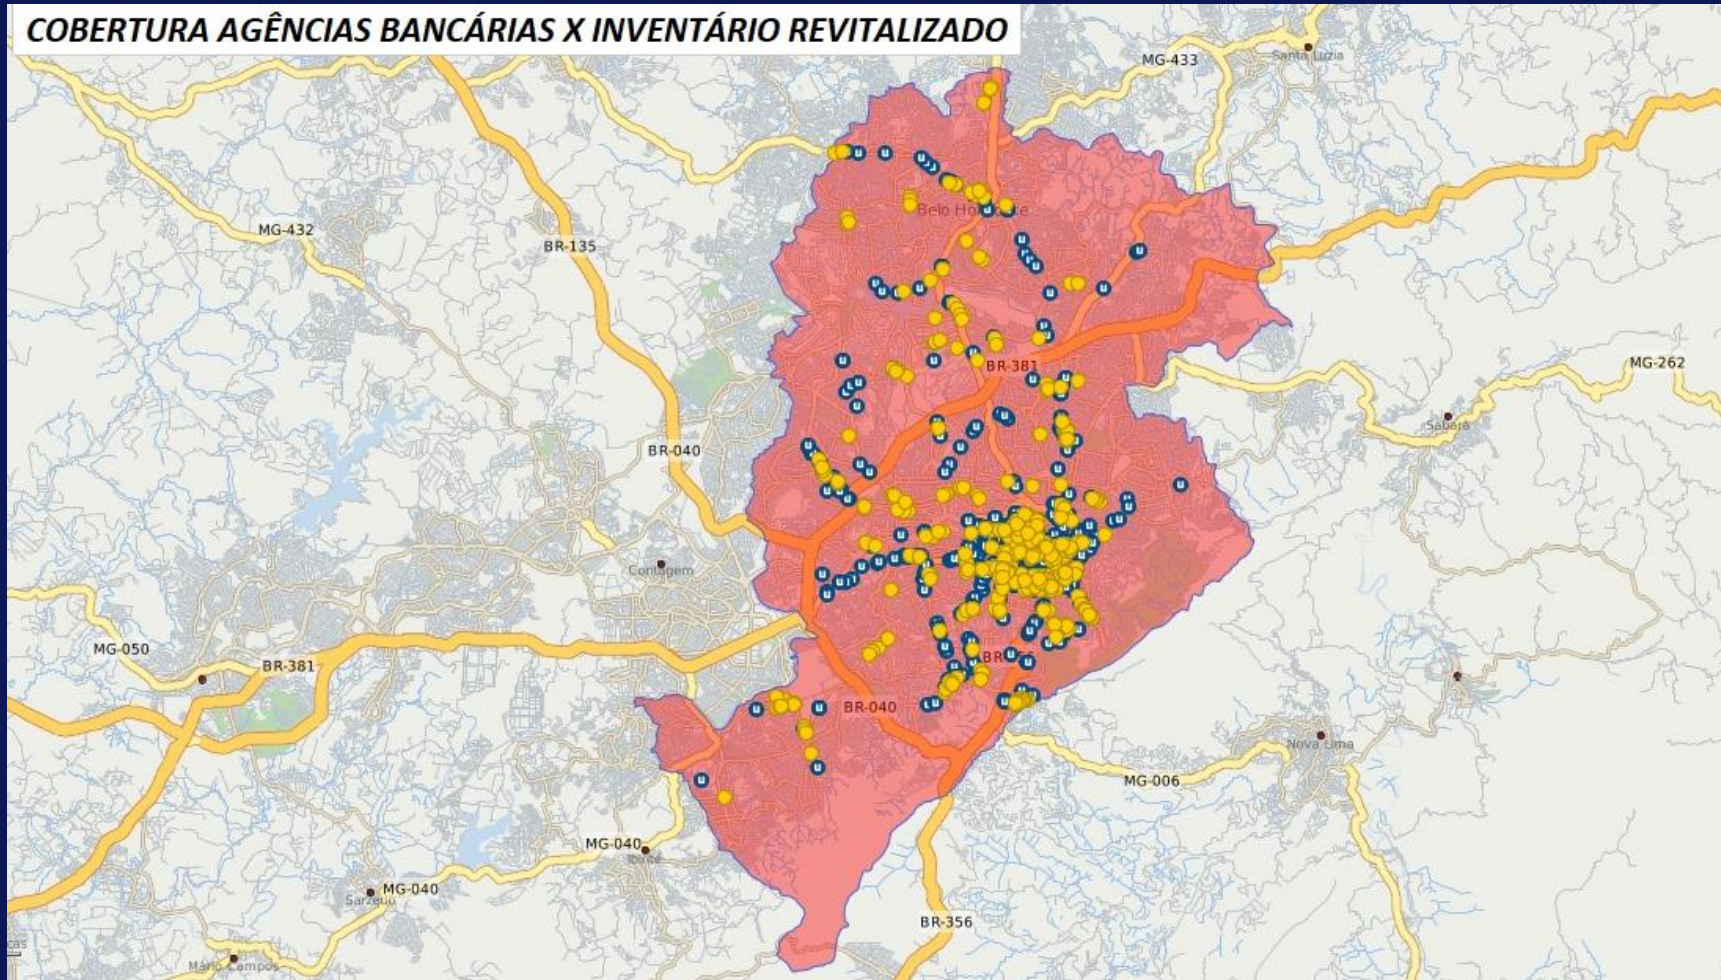 COBERTURA AGÊNCIAS BANCÁRIAS X INVENTÁRIO REVITALIZADO
MG-433
Santa Luzia
MG-432
BR-135
BR-381
MG-262
Sabará
BR-040
Contagem
MG-050
BR-381
BR-040
Nova Lima
MG-006
MG-040
Ibirité
MG-040
Sarzedo
BR-356
Mário Campos